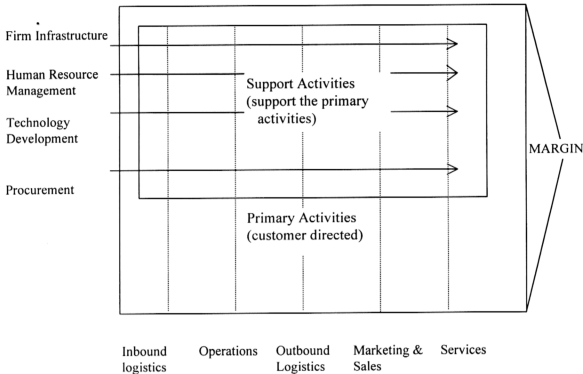 Firm Infrastructure
Human Resource
Management
Technology
Development
Procurement
Support Activities
(support the primary
activities)
Primary Activities
(customer directed)
MARGIN
Inbound
logistics
Operations
Outbound
Logistics
Marketing &
Sales
Services